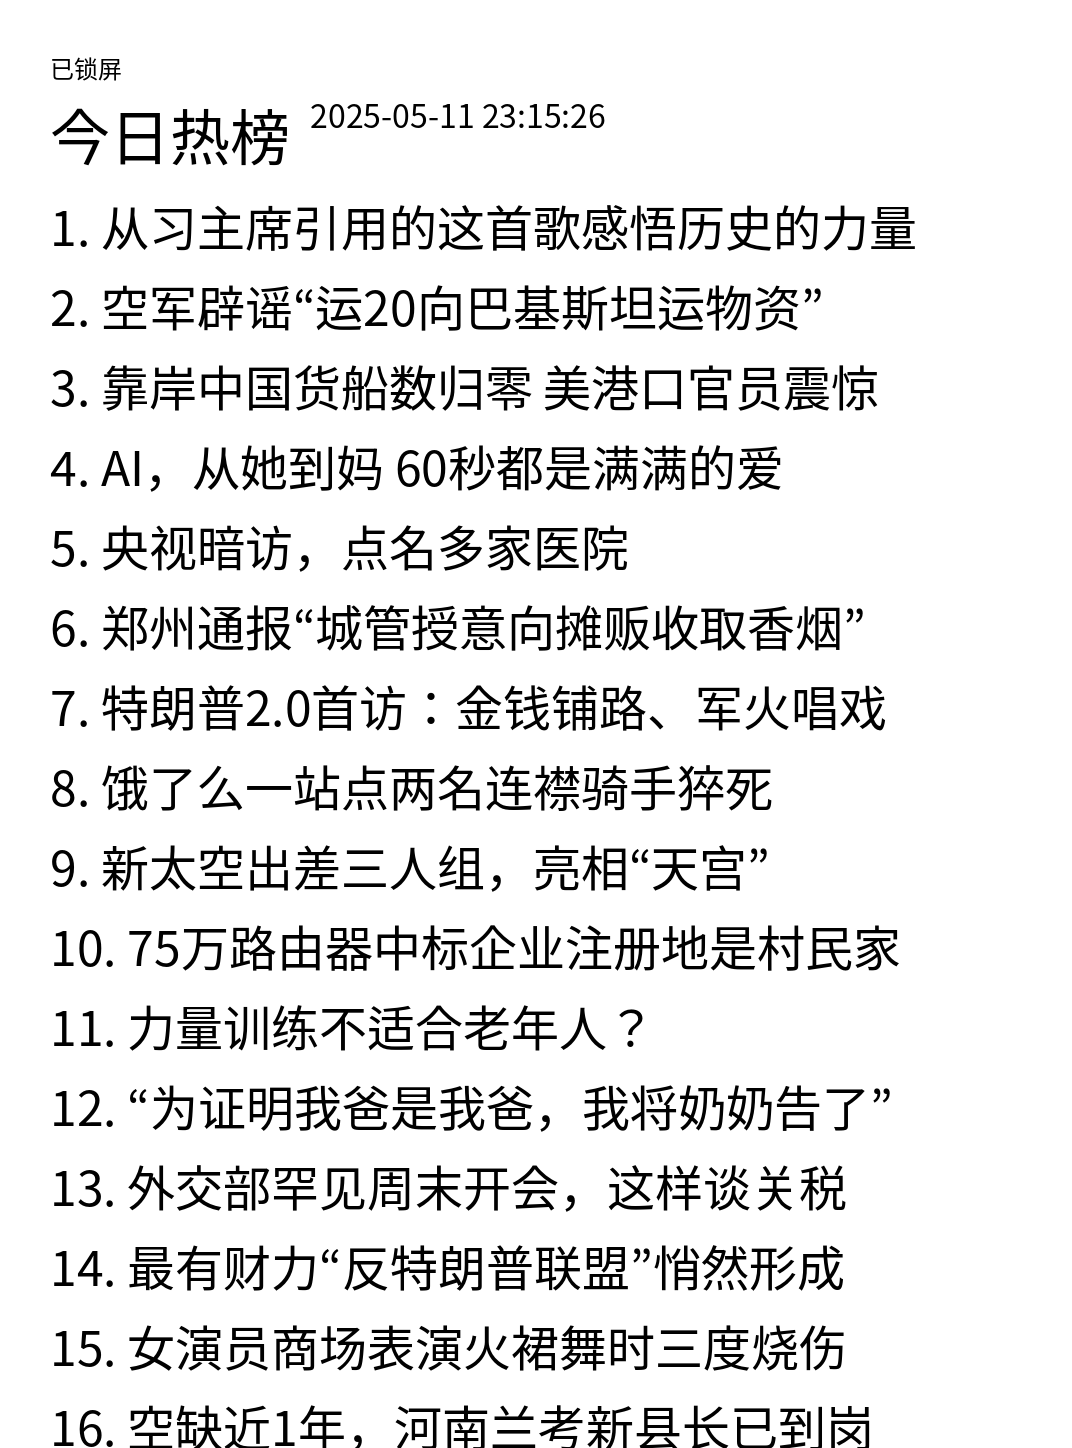 已锁屏
今日热榜 2025-05-11 23:15:26
1. 从习主席引用的这首歌感悟历史的力量
2. 空军辟谣“运20向巴基斯坦运物资”
3. 靠岸中国货船数归零 美港口官员震惊
4. AI，从她到妈 60秒都是满满的爱
5. 央视暗访，点名多家医院
6. 郑州通报“城管授意向摊贩收取香烟”
7. 特朗普2.0首访：金钱铺路、军火唱戏
8. 饿了么一站点两名连襟骑手猝死
9. 新太空出差三人组，亮相“天宫”
10. 75万路由器中标企业注册地是村民家
11. 力量训练不适合老年人？
12. “为证明我爸是我爸，我将奶奶告了”
13. 外交部罕见周末开会，这样谈关税
14. 最有财力“反特朗普联盟”悄然形成
15. 女演员商场表演火裙舞时三度烧伤
16. 空缺近1年，河南兰考新县长已到岗